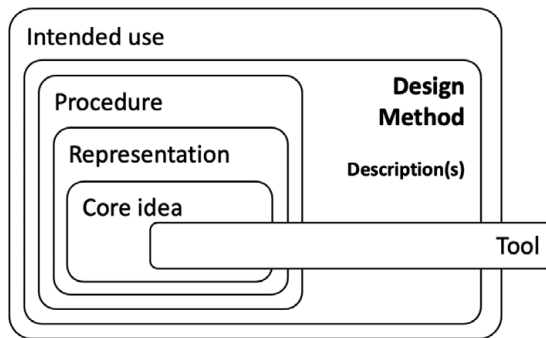 Intended use
Design
Method
Procedure
Description(s)
Representation
Core idea
Tool